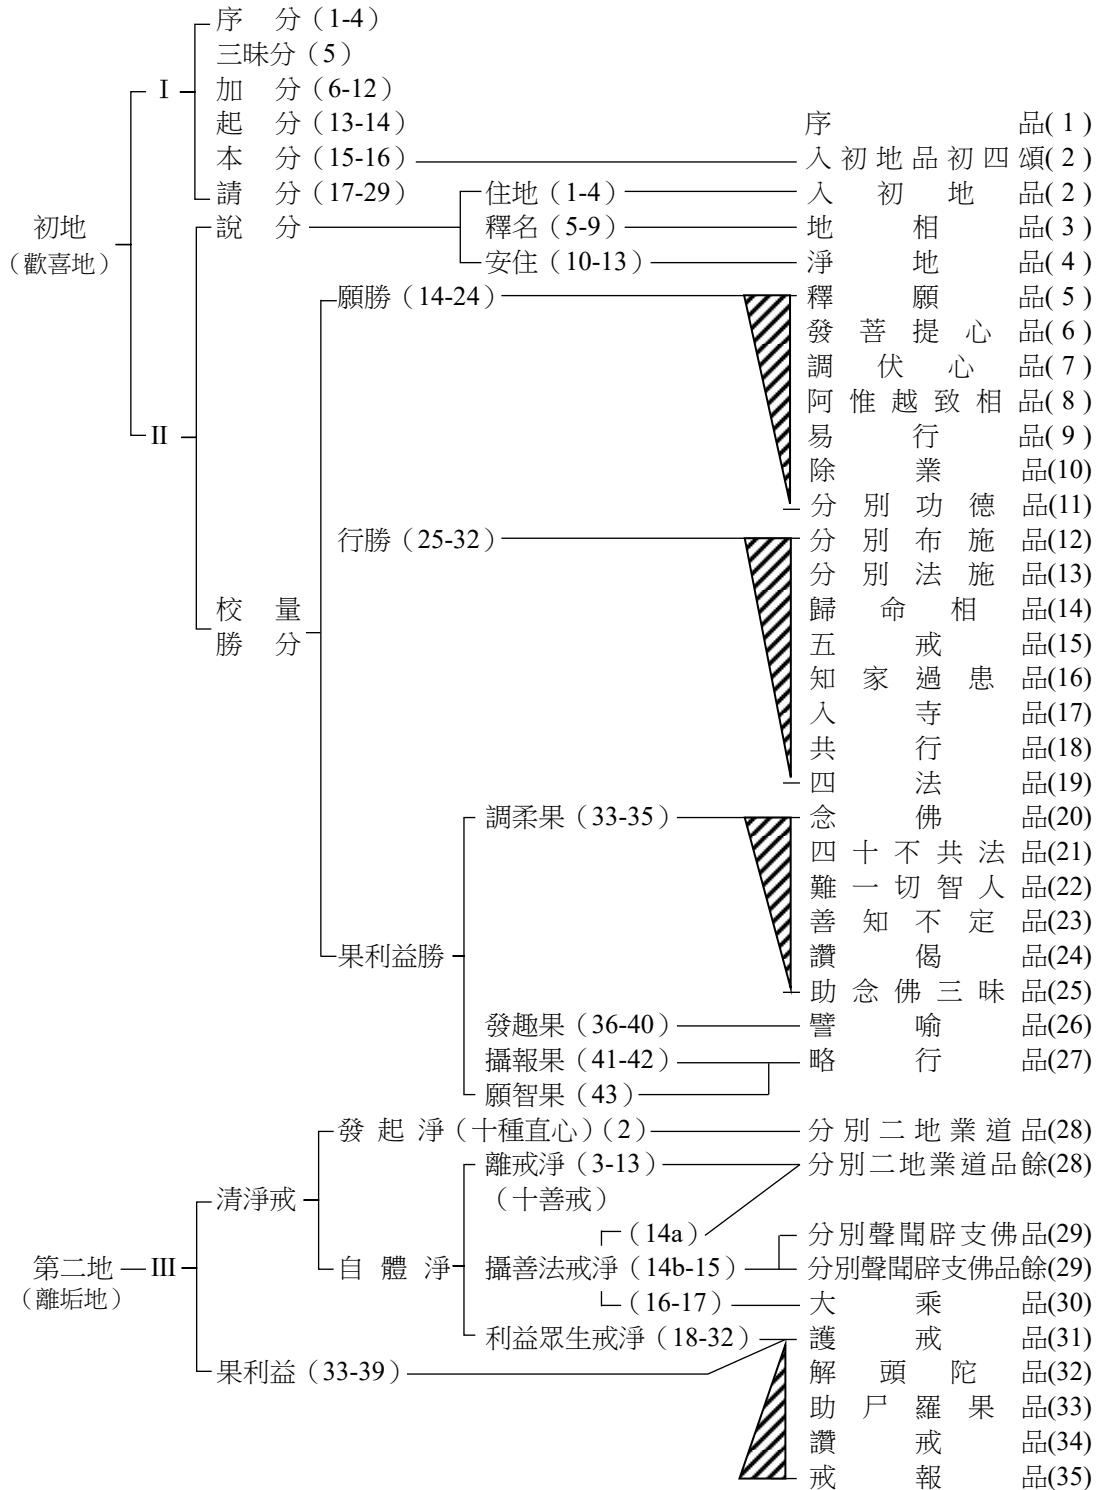 序 分（1-4）
三昧分（5）
I 加 分（6-12）
起 分（13-14） 序 品( 1 )
本 分（15-16） 入初地品初四頌( 2 )
請 分（17-29） 住地（1-4） 入 初 地 品( 2 )
初地 說 分 釋名（5-9） 地 相 品( 3 )
（歡喜地） 安住（10-13） 淨 地 品( 4 )
願勝（14-24） 釋 願 品( 5 )
發 菩 提 心 品( 6 )
調 伏 心 品( 7 )
阿 惟 越 致 相 品( 8 )
II 易 行 品( 9 )
除 業 品(10)
分 別 功 德 品(11)
行勝（25-32） 分 別 布 施 品(12)
分 別 法 施 品(13)
校 量 歸 命 相 品(14)
勝 分 五 戒 品(15)
知 家 過 患 品(16)
入 寺 品(17)
共 行 品(18)
四 法 品(19)
調柔果（33-35） 念 佛 品(20)
四 十 不 共 法 品(21)
難 一 切 智 人 品(22)
善 知 不 定 品(23)
果利益勝 讚 偈 品(24)
助 念 佛 三 昧 品(25)
發趣果（36-40） 譬 喻 品(26)
攝報果（41-42） 略 行 品(27)
願智果（43）
發 起 淨（十種直心）（2） 分 別 二 地 業 道 品(28)
離戒淨（3-13） 分別二地業道品餘(28)
清淨戒 （十善戒）
（14a） 分別聲聞辟支佛品(29)
第二地 III 自 體 淨 攝善法戒淨（14b-15） 分別聲聞辟支佛品餘(29)
（離垢地） （16-17） 大 乘 品(30)
利益眾生戒淨（18-32） 護 戒 品(31)
果利益（33-39） 解 頭 陀 品(32)
助 尸 羅 果 品(33)
讚 戒 品(34)
戒 報 品(35)